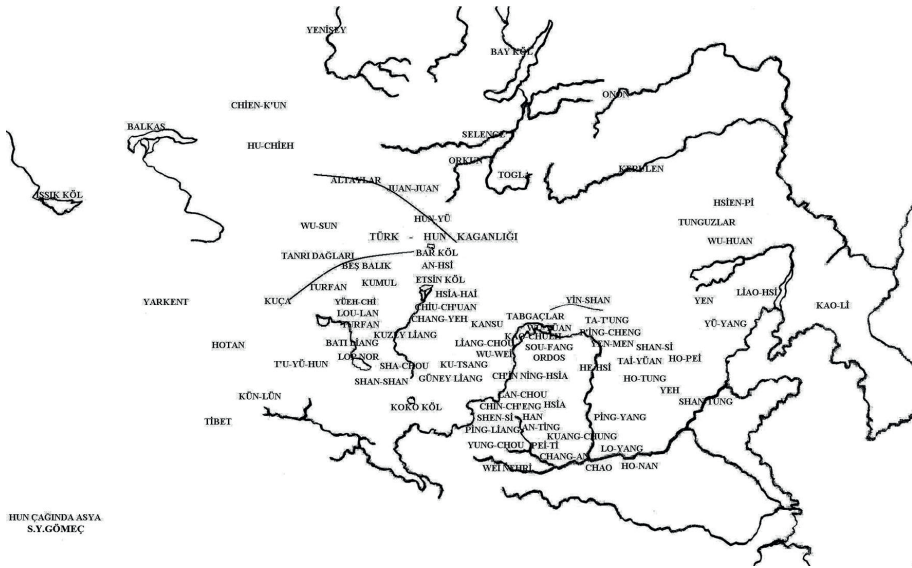 YENİSEY
BAY KÖL
CHİEN-K'UN
ONON
BALKAŞ
HU-CHİEH
SELENGE
ORKUN
TOGLA
KERULEN
ALTAYLAR
JUAN-JUAN
ISSIK KÖL
HSİEN-Pİ
TUNGUZLAR
WU-SUN
HUN-YÜ
TÜRK - HUN KAGANLIĞI
WU-HUAN
TANRI DAĞLARI
BAR KÖL
BEŞ BALIK
AN-HSİ
TURFAN
KUMUL
ETSİN KÖL
HSİA-HAİ
LİAO-HSİ
YARKENT
KUÇA
YÜEH-CHİ
CHİU-CH'UAN
YİN-SHAN
YEN
KAO-Lİ
LOU-LAN
CHANG-YEH
TABGAÇLAR
TA-T'UNG
TURFAN
KANSU
YÜ-YANG
KUZEY LİANG
P'İNG-CHENG
HOTAN
BATI LİANG
LİANG-CHOU
SOU-FANG
YEN-MEN
SHAN-Sİ
LOP NOR
WU-WEİ
ORDOS
TAİ-YÜAN
HO-PEİ
T'U-YÜ-HUN
SHA-CHOU
KU-TSANG
HE-HSİ
SHAN-SHAN
GÜNEY LİANG
CH'İN NİNG-HSİA
HO-TUNG
YEH
KÜN-LÜN
LAN-CHOU
SHAN-TUNG
KOKO KÖL
CHİN-CH'ENG
HSİA
TİBET
SHEN-Sİ
HAN
PİNG-YANG
PİNG-LİANG
AN-TİNG
KUANG-CHUNG
YUNG-CHOU
PEİ-Tİ
LO-YANG
CHANG-AN
WEİ NEHRİ
CHAO
HO-NAN
HUN ÇAĞINDA ASYA
S.Y.GÖMEÇ